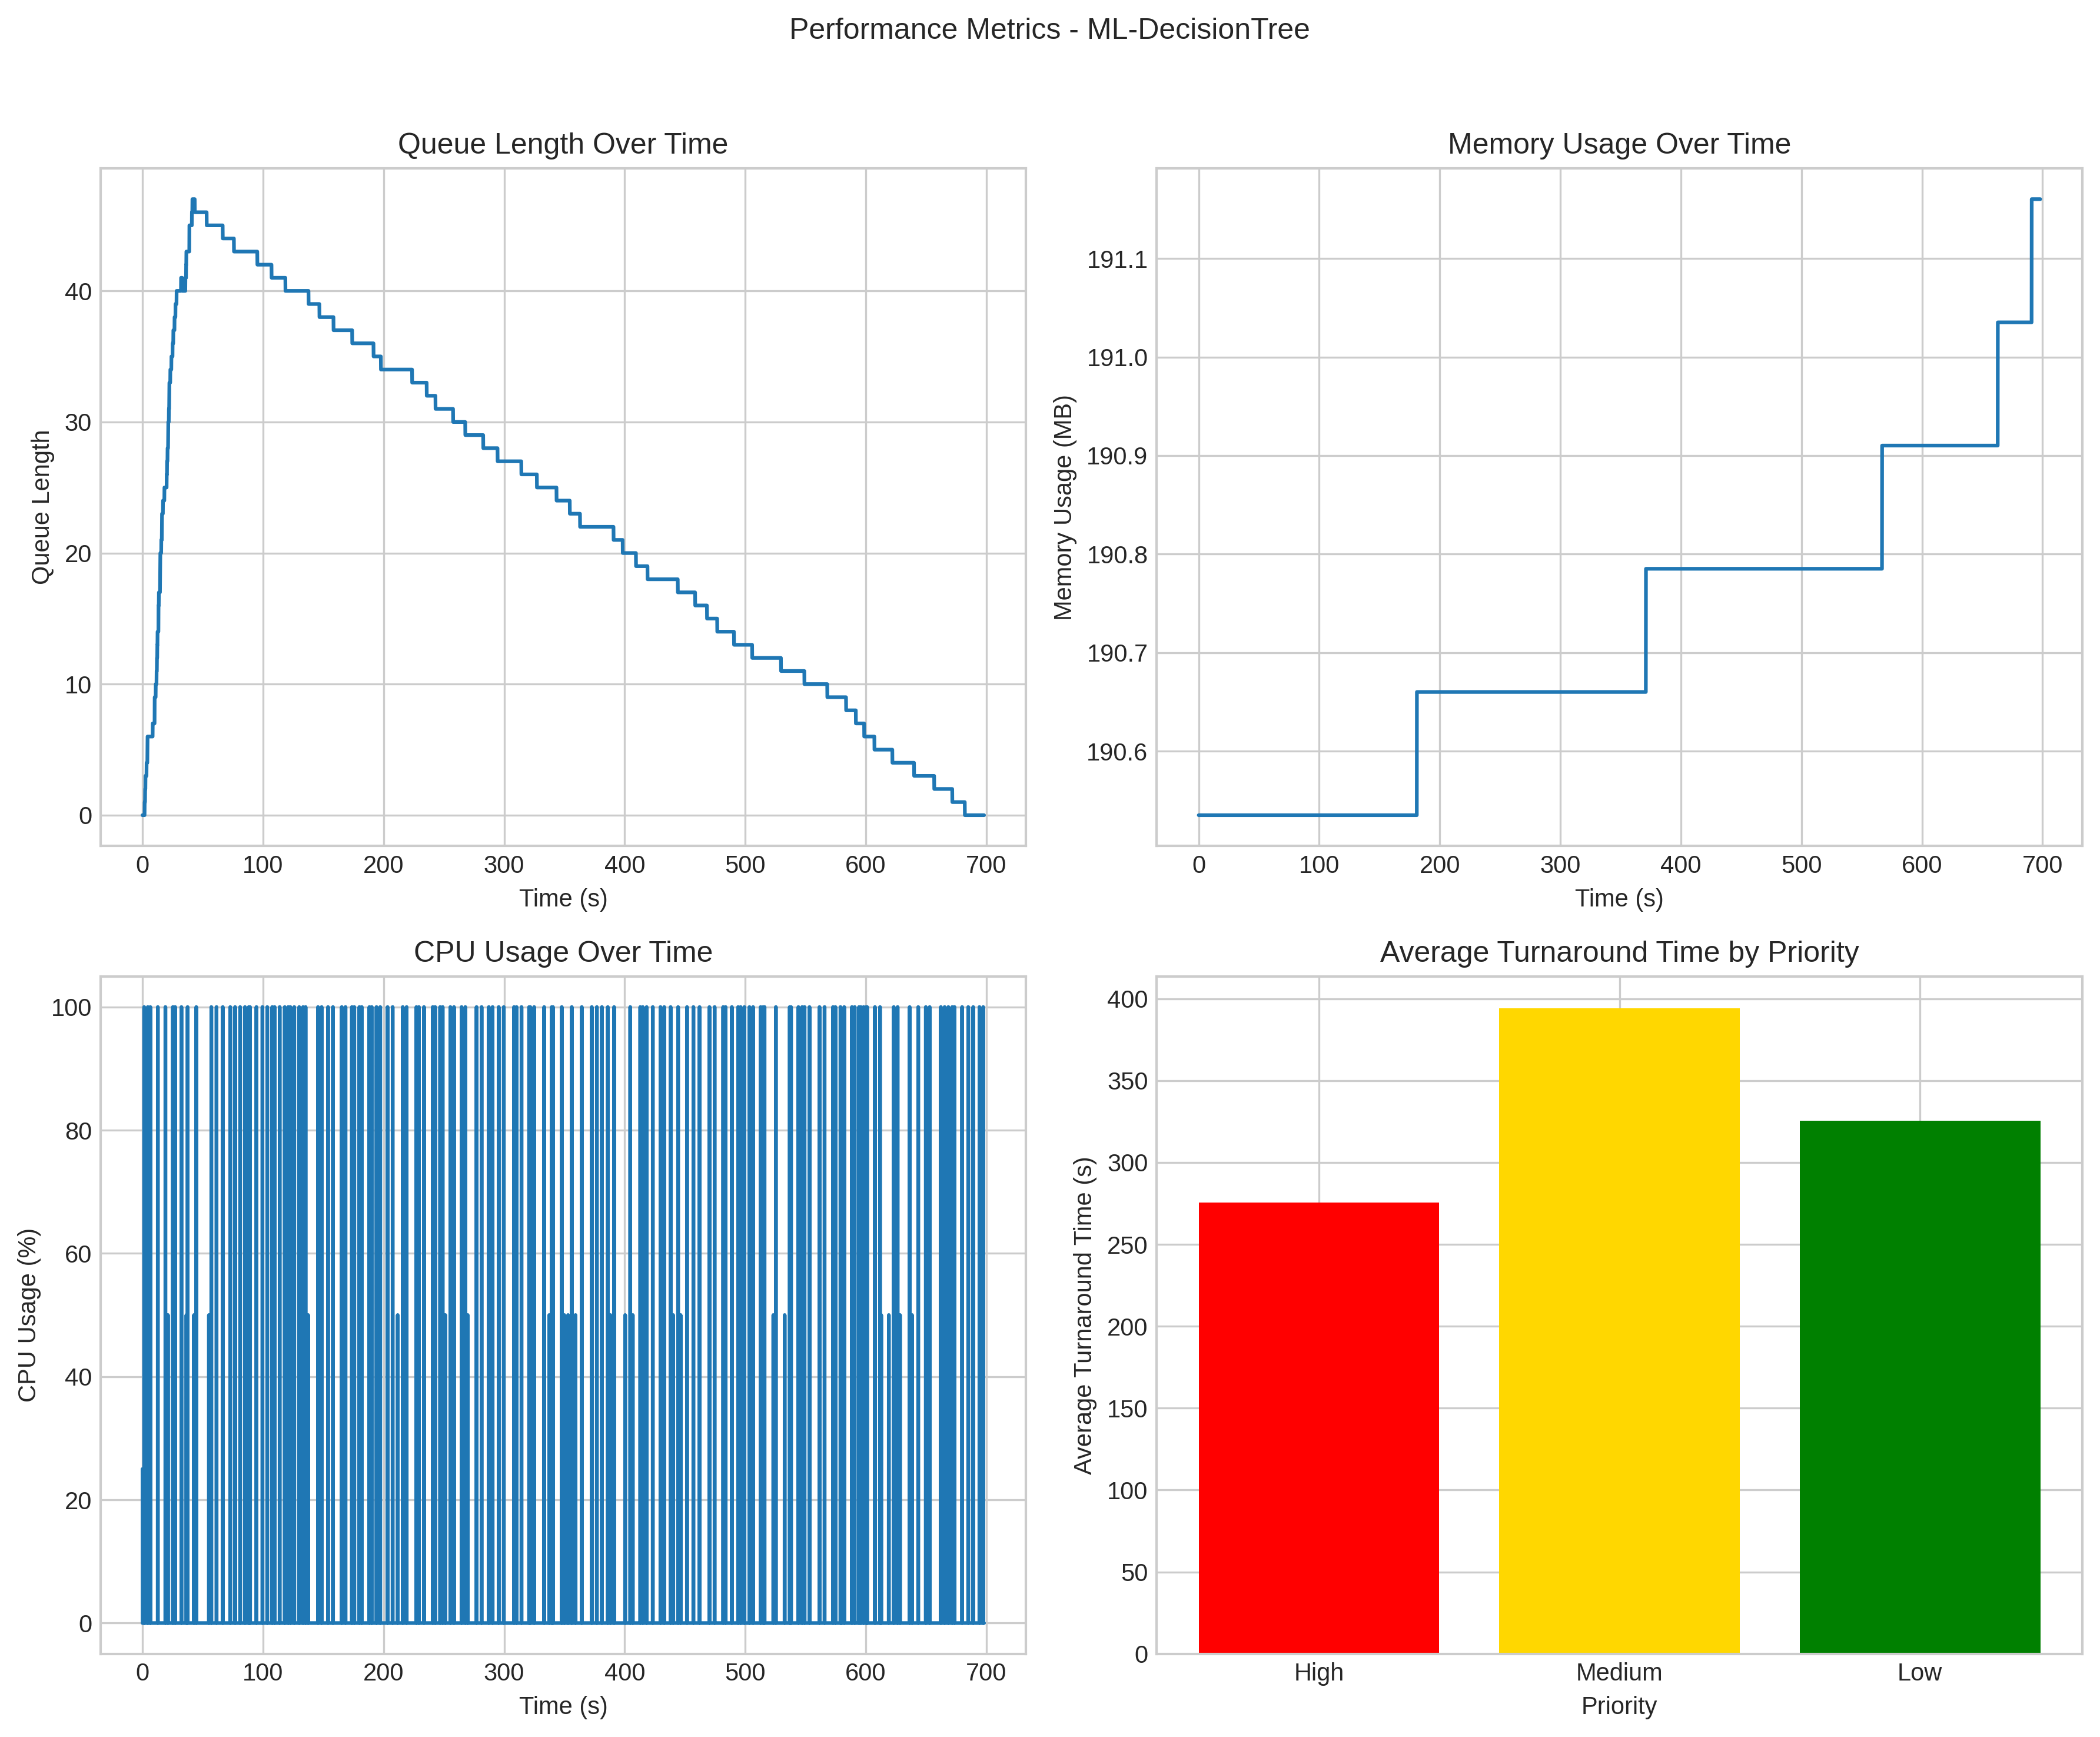 Performance Metrics - ML-DecisionTree
Queue Length Over Time
Queue Length
40
30
20
10
0
0 100 200 300 400 500 600 700
Time (s)
Memory Usage Over Time
Memory Usage (MB)
191.1
191.0
190.9
190.8
190.7
190.6
0 100 200 300 400 500 600 700
Time (s)
CPU Usage Over Time
CPU Usage (%)
100
80
60
40
20
0
0 100 200 300 400 500 600 700
Time (s)
Average Turnaround Time by Priority
Average Turnaround Time (s)
400
350
300
250
200
150
100
50
0
High Medium Low
Priority